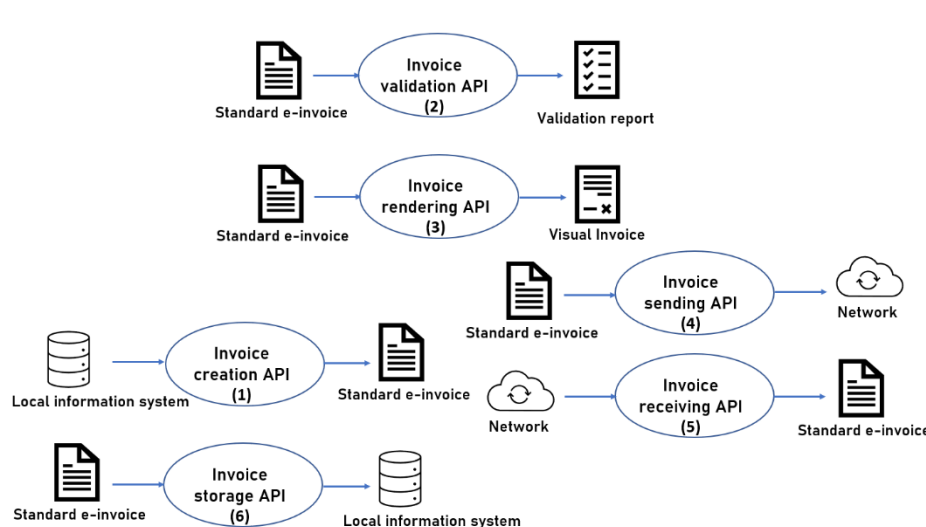 Invoice
validation API
(2)
Standard e-invoice
Validation report
Invoice
rendering API
(3)
Standard e-invoice
Visual Invoice
Invoice
sending API
(4)
Standard e-invoice
Network
Invoice
creation API
(1)
Local information system
Standard e-invoice
Invoice
receiving API
(5)
Network
Standard e-invoice
Invoice
storage API
(6)
Standard e-invoice
Local information system